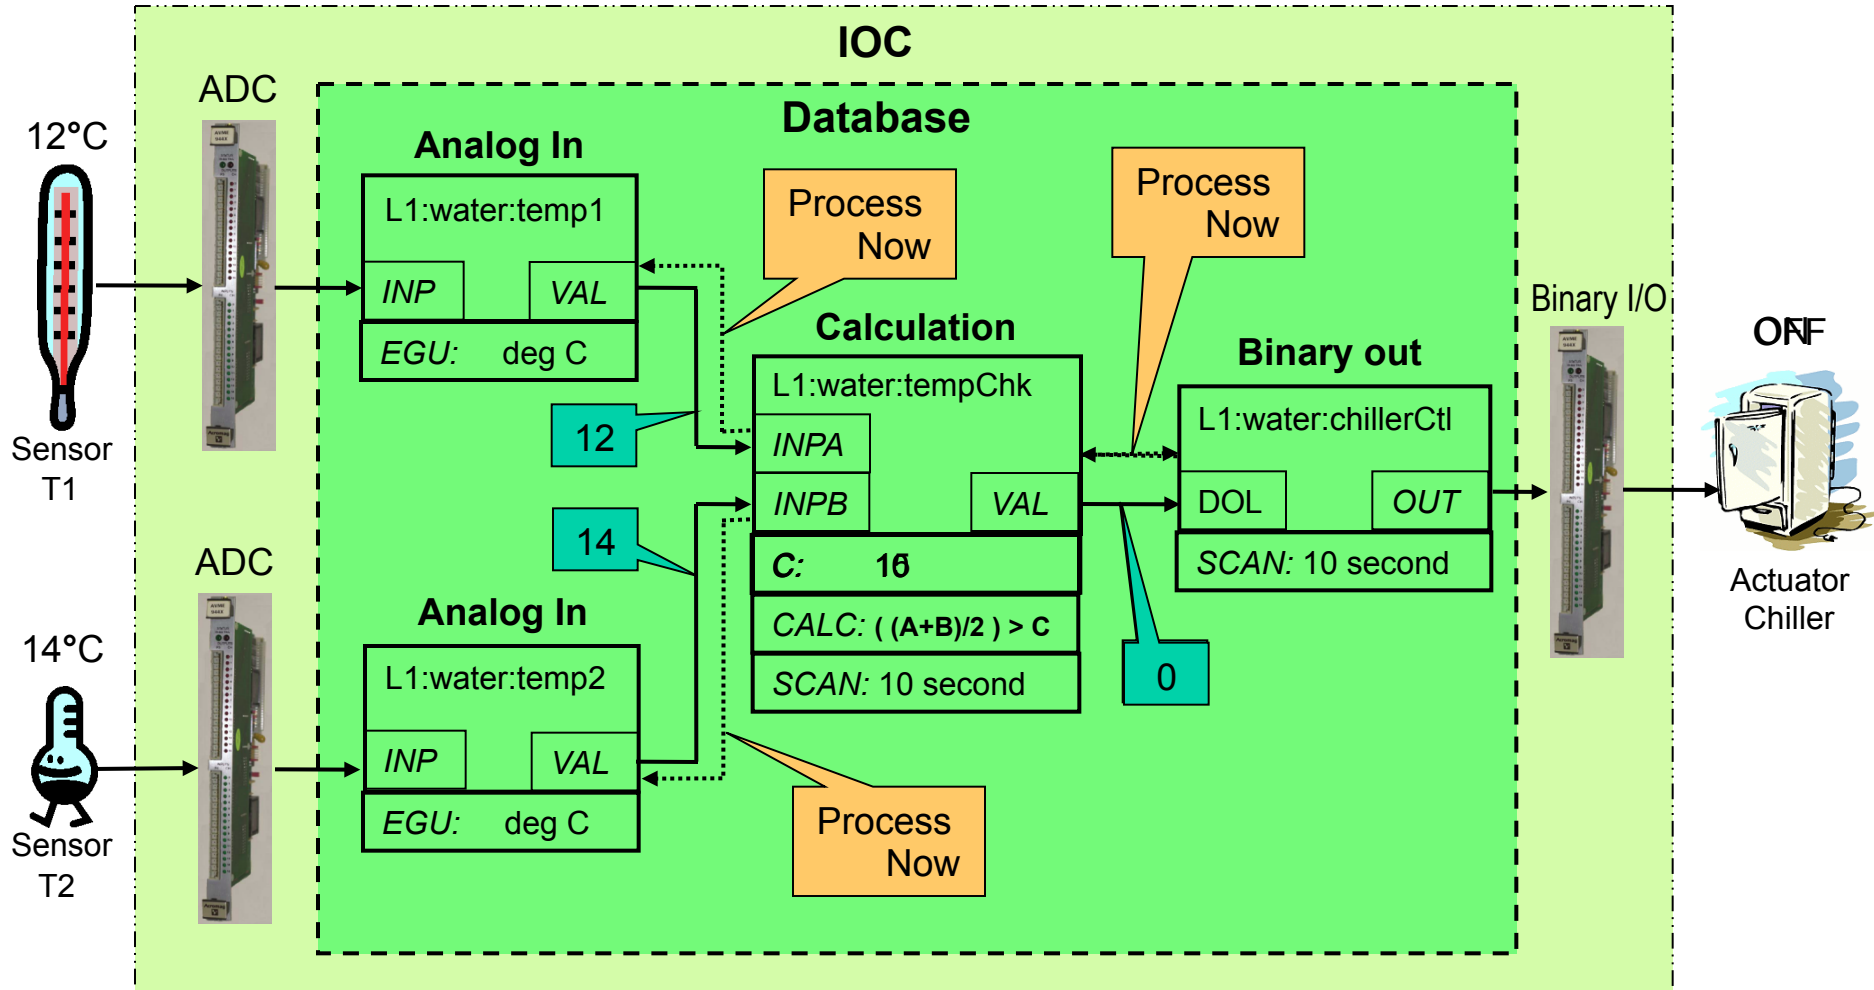 IOC
Database
ADC
12°C
Sensor
T1
Analog In
L1:water:temp1
INP
VAL
EGU: deg C
Process
Now
Process
Now
12
Calculation
L1:water:tempChk
INPA
INPB
VAL
C:
CALC: ( (A+B)/2 ) > C
SCAN: 10 second
14
0
Binary out
L1:water:chillerCtl
DOL
OUT
SCAN: 10 second
Binary I/O
Actuator
Chiller
ADC
14°C
Sensor
T2
Analog In
L1:water:temp2
INP
VAL
EGU: deg C
Process
Now